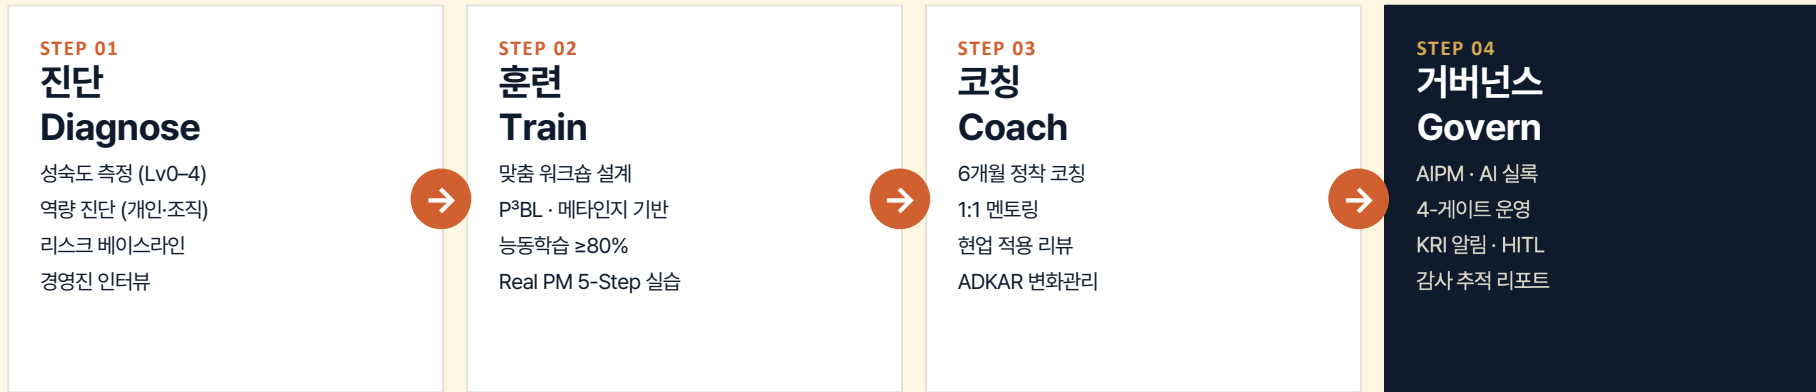 STEP 01
진단
Diagnose
성숙도 측정 (Lv0–4)
역량 진단 (개인·조직)
리스크 베이스라인
경영진 인터뷰
STEP 02
훈련
Train
맞춤 워크숍 설계
P³BL · 메타인지 기반
능동학습 ≥80%
Real PM 5-Step 실습
STEP 03
코칭
Coach
6개월 정착 코칭
1:1 멘토링
현업 적용 리뷰
ADKAR 변화관리
STEP 04
거버넌스
Govern
AIPM · AI 실록
4-게이트 운영
KRI 알림 · HITL
감사 추적 리포트